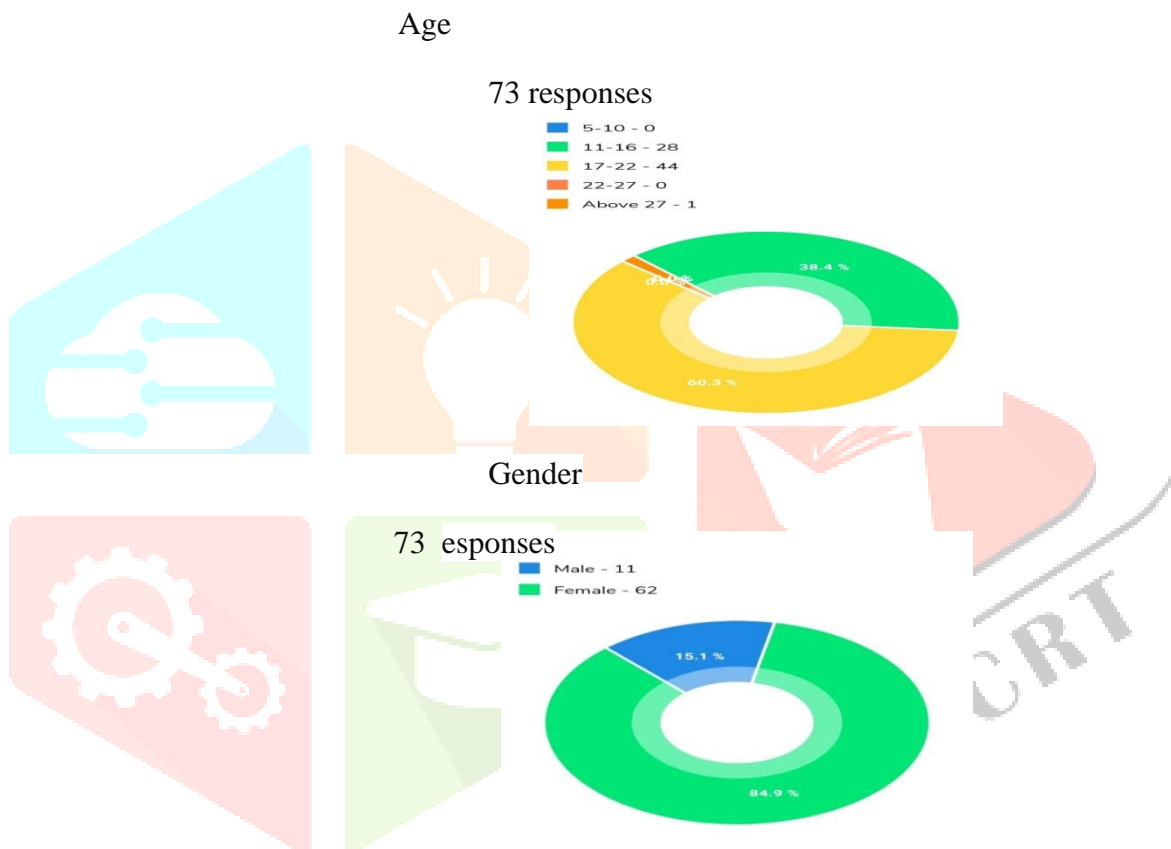 Age
73 responses
5-10 - 0
11-16 - 28
17-22 - 44
22-27 - 0
Above 27 - 1
38.4 %
60.3 %
Gender
73 esponses
Male - 11
Female - 62
15.1 %
84.9 %
CRT